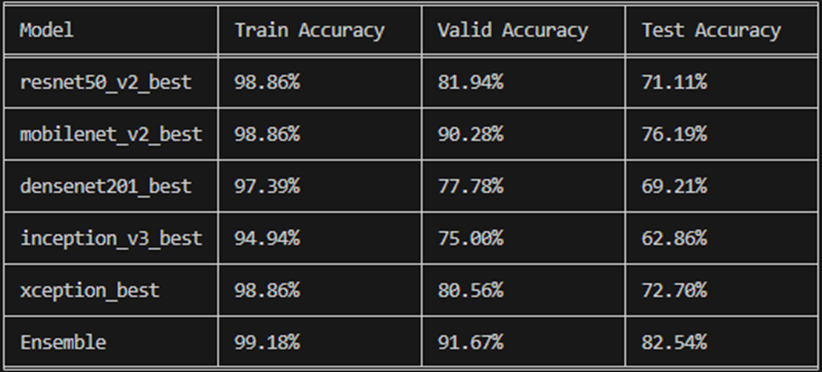 Model Train Accuracy Valid Accuracy Test Accuracy
resnet50_v2_best 98.86% 81.94% 71.11%
mobilenet_v2_best 98.86% 90.28% 76.19%
densenet201_best 97.39% 77.78% 69.21%
inception_v3_best 94.94% 75.00% 62.86%
xception_best 98.86% 80.56% 72.70%
Ensemble 99.18% 91.67% 82.54%